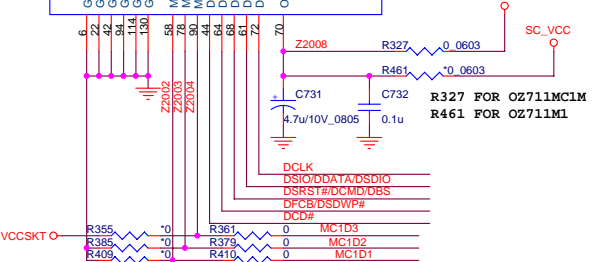 G G G G G G M M M D D D D D O
6 22 42 94 114 130 58 78 90 44 64 68 61 72 70
Z2008
R327 0_0603
SC_VCC
R461 *0_0603
Z2002
Z2003
Z2004
+ C731
4.7u/10V_0805
C732
0.1u
R327 FOR OZ711MC1M
R461 FOR OZ711M1
DCLK
DSIO/DDATA/DSDIO
DSRST#/DCMD/DBS
DFCB/DSDWP#
DCD#
VCCSKT
R355 *0 R361 0 MC1D3
R385 *0 R379 0 MC1D2
R409 *0 R410 0 MC1D1